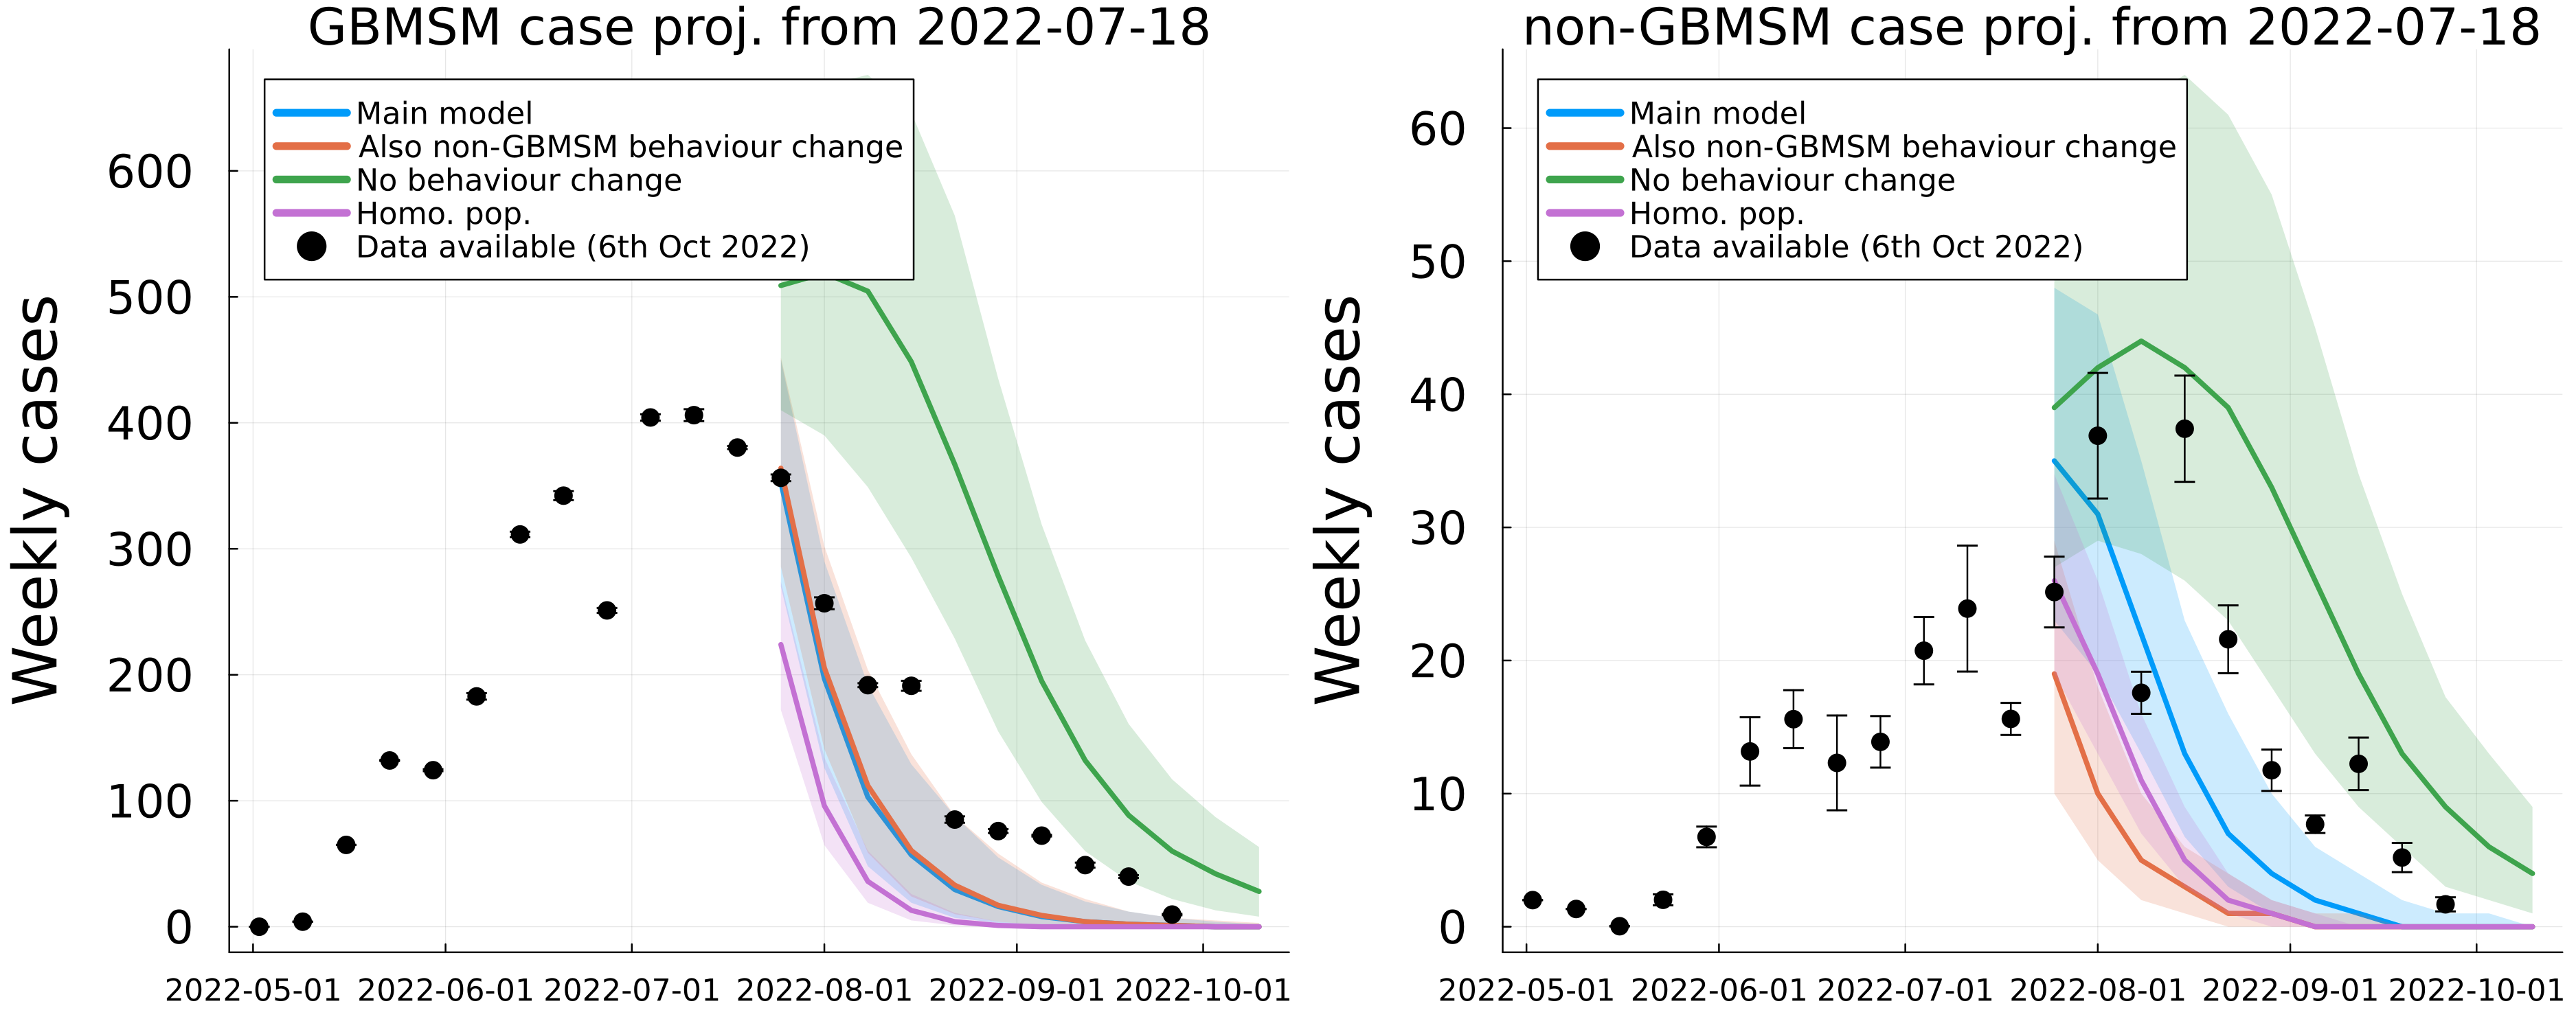 GBMSM case proj. from 2022-07-18
Weekly cases
600
500
400
300
200
100
0
Main model
Also non-GBMSM behaviour change
No behaviour change
Homo. pop.
Data available (6th Oct 2022)
2022-05-01 2022-06-01 2022-07-01 2022-08-01 2022-09-01 2022-10-01
non-GBMSM case proj. from 2022-07-18
Weekly cases
60
50
40
30
20
10
0
Main model
Also non-GBMSM behaviour change
No behaviour change
Homo. pop.
Data available (6th Oct 2022)
2022-05-01 2022-06-01 2022-07-01 2022-08-01 2022-09-01 2022-10-01